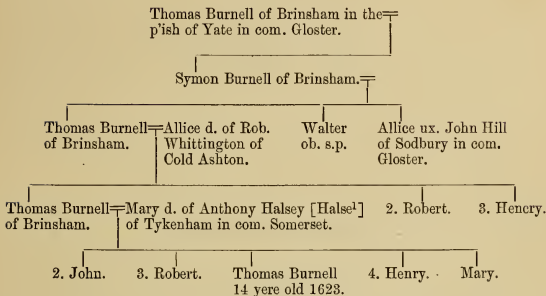 Thomas Burnell of Brinsham in the
p'ish of Yate in com. Gloster.
Symon Burnell of Brinsham.
Thomas Burnell
of Brinsham.
Allice d. of Rob.
Whittington of
Cold Ashton.
Walter
ob. s.p.
Allice ux. John Hill
of Sodbury in com.
Gloster.
Thomas Burnell
of Brinsham.
Mary d. of Anthony Halsey [Halse¹]
of Tykenham in com. Somerset.
2. Robert.
3. Hencry.
2. John.
3. Robert.
Thomas Burnell
14 yere old 1623.
4. Henry.
Mary.